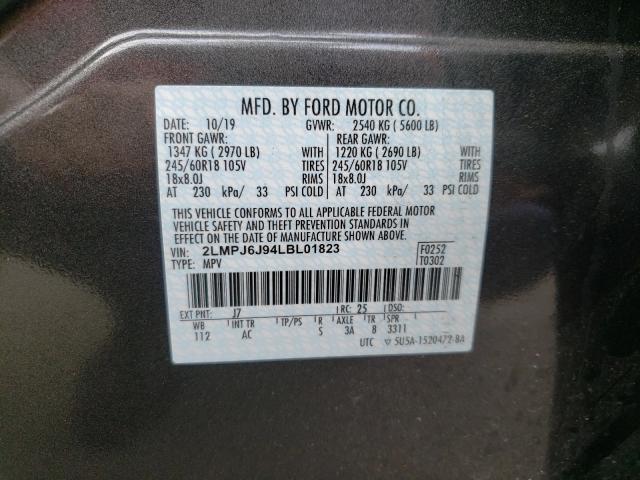 MFD. BY FORD MOTOR CO.
DATE: 10/19 GVWR: 2540 KG ( 5600 LB)
FRONT GAWR: REAR GAWR:
1347 KG ( 2970 LB) WITH 1220 KG ( 2690 LB) WITH
245/60R18 105V TIRES 245/60R18 105V TIRES
18x8.0J RIMS 18x8.0J RIMS
AT 230 kPa/ 33 PSI COLD AT 230 kPa/ 33 PSI COLD
THIS VEHICLE CONFORMS TO ALL APPLICABLE FEDERAL MOTOR
VEHICLE SAFETY AND THEFT PREVENTION STANDARDS IN
EFFECT ON THE DATE OF MANUFACTURE SHOWN ABOVE.
VIN: 2LMPJ6J94LBL01823 F0252
TYPE: MPV T0302
EXT PNT: J7 RC: 25 DSO:
WB INT TR TP/PS R AXLE TR SPR
112 AC S 3A 8 3311
UTC ▽ 5U5A-1520472-BA